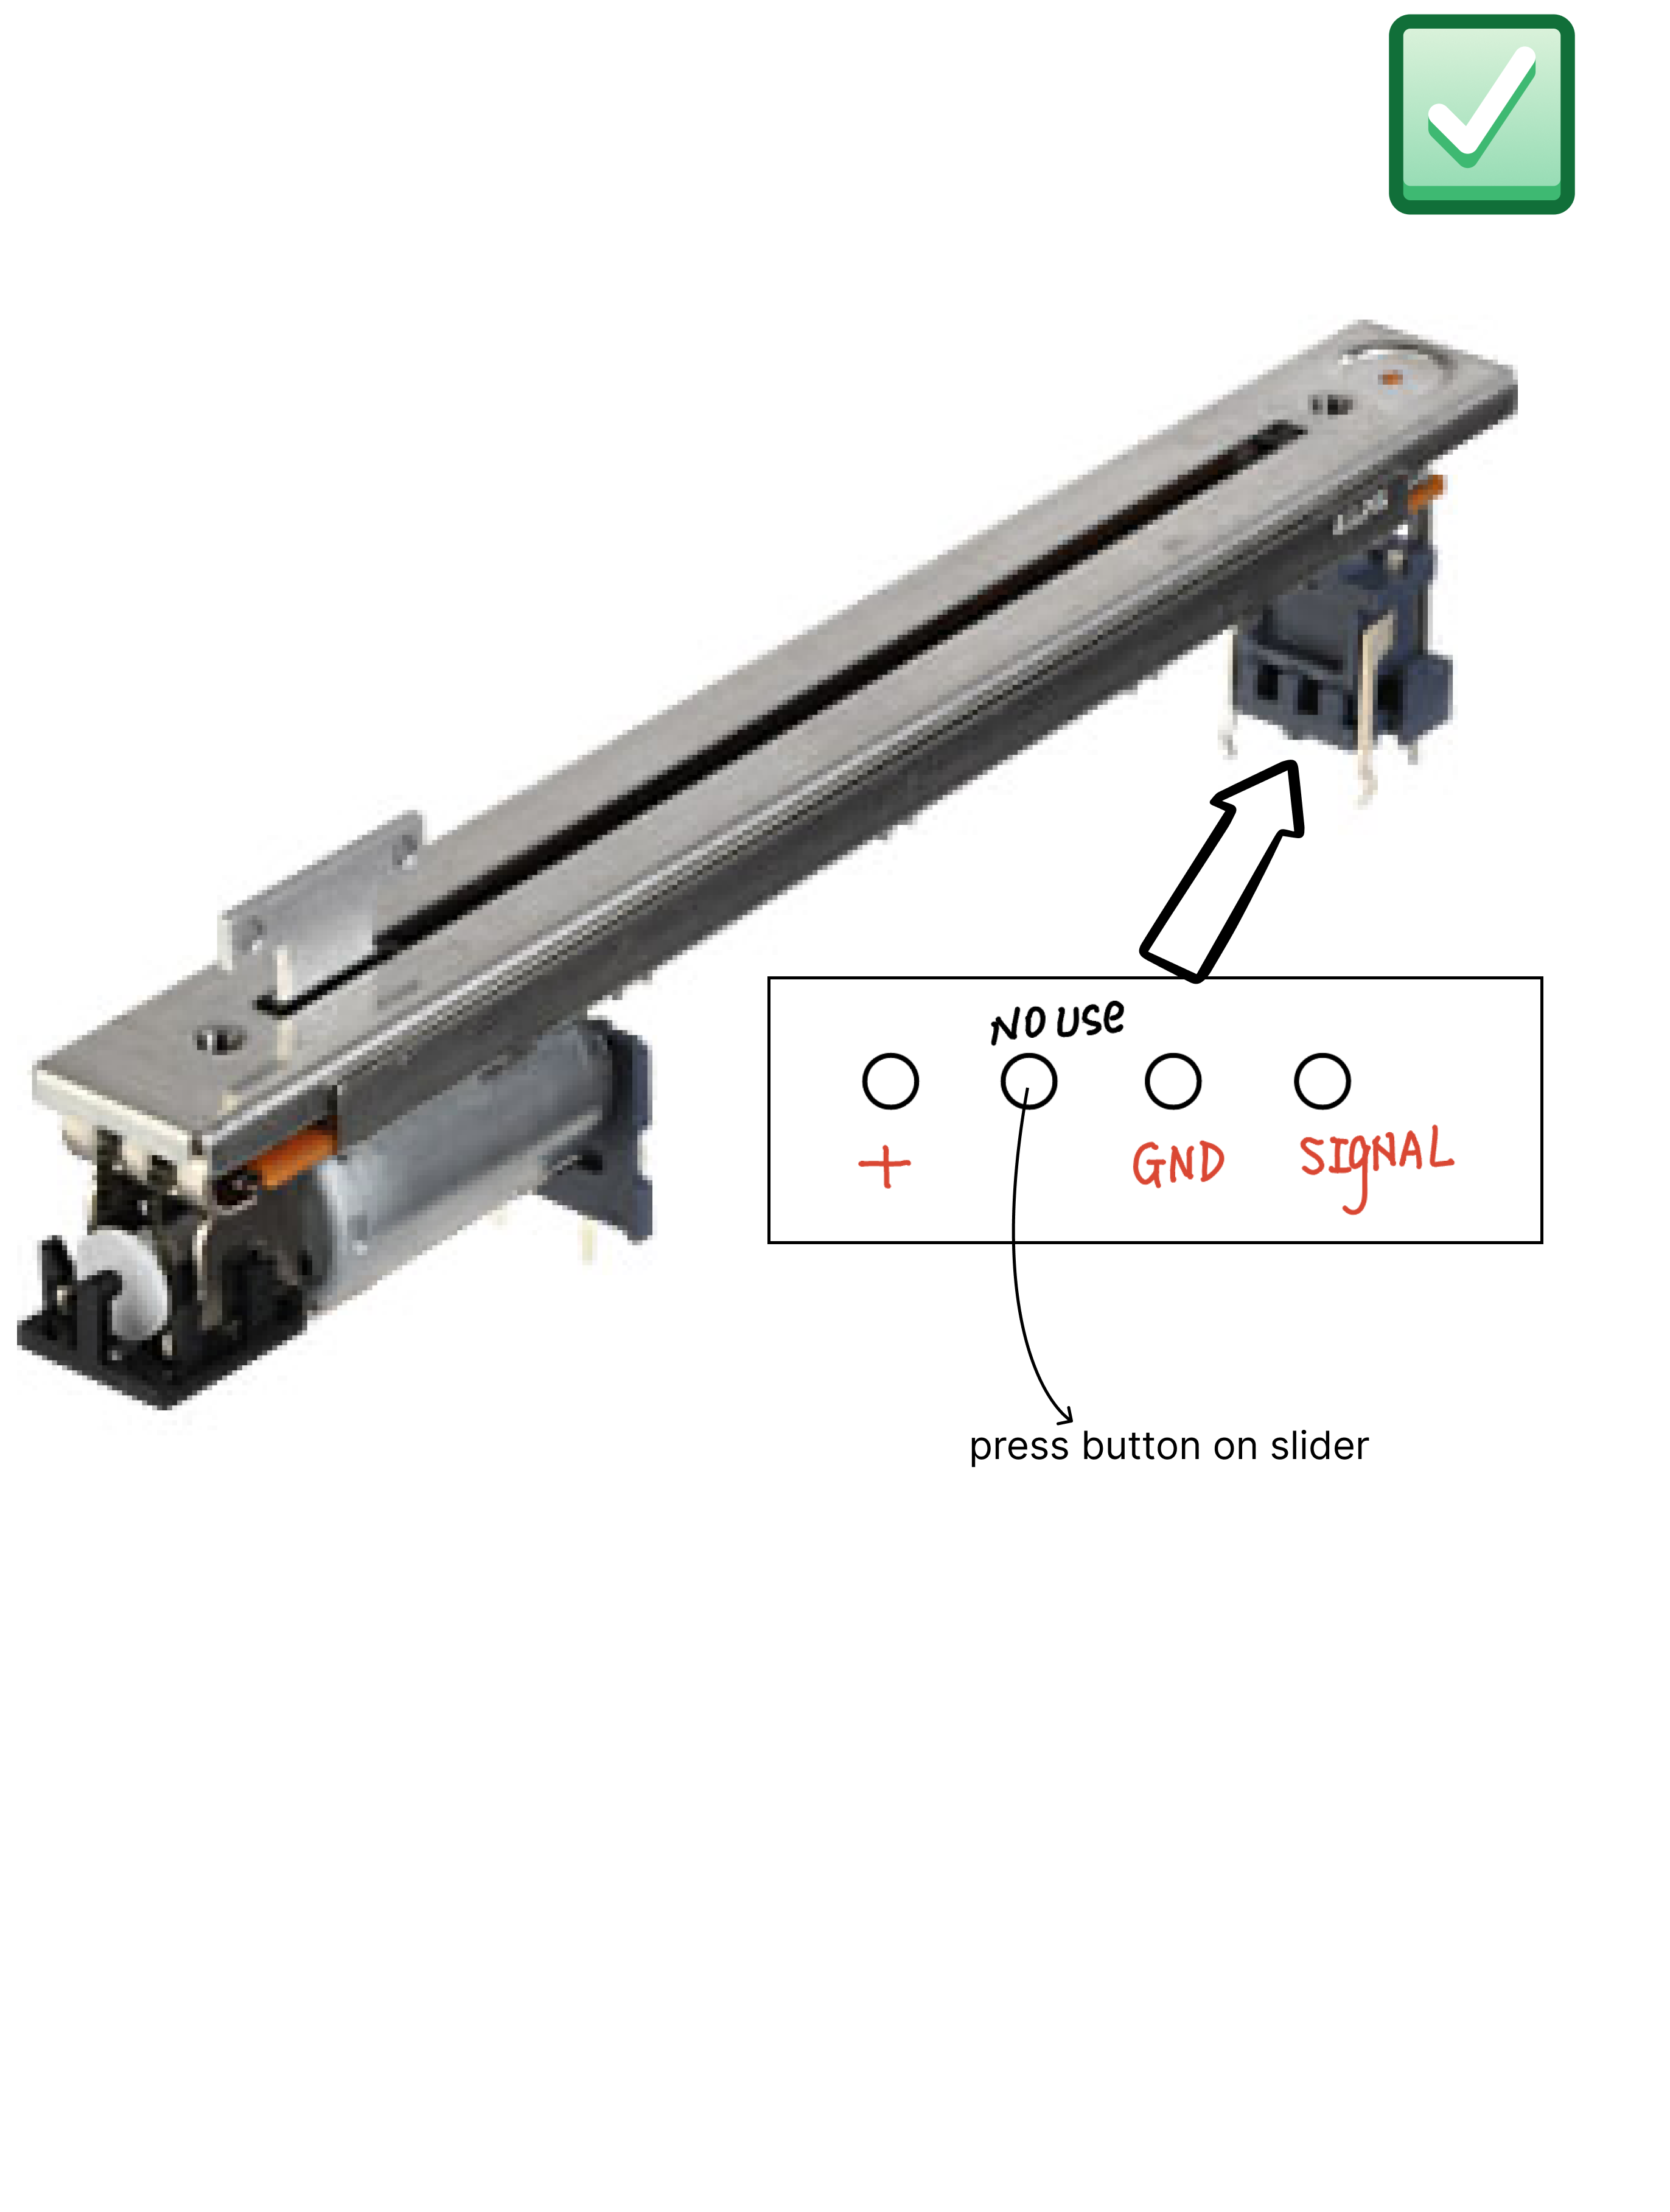 NO USE
+
GND
SIgNAL
press button on slider